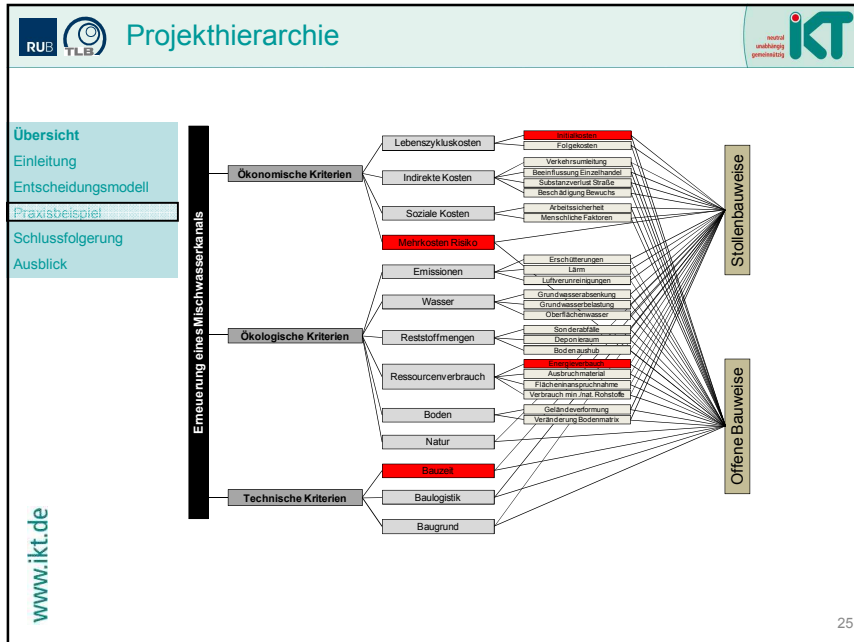 RUB
TLB
Projekthierarchie
neutral
unabhängig
gemeinnützig
iKT
Übersicht
Einleitung
Entscheidungsmodell
Praxisbeispiel
Schlussfolgerung
Ausblick
www.ikt.de
Erneuerung eines Mischwasserkanals
Ökonomische Kriterien
Lebenszykluskosten
Initialkosten
Folgekosten
Indirekte Kosten
Verkehrsumleitung
Beeinflussung Einzelhandel
Substanzverlust Straße
Beschädigung Bewuchs
Soziale Kosten
Arbeitssicherheit
Menschliche Faktoren
Mehrkosten Risiko
Ökologische Kriterien
Emissionen
Erschütterungen
Lärm
Luftverunreinigungen
Wasser
Grundwasserabsenkung
Grundwasserbelastung
Oberflächenwasser
Reststoffmengen
Sonderabfälle
Deponieraum
Bodenaushub
Ressourcenverbrauch
Energieverbrauch
Ausbruchmaterial
Flächeninanspruchnahme
Verbrauch min./nat. Rohstoffe
Boden
Geländeverformung
Veränderung Bodenmatrix
Natur
Technische Kriterien
Bauzeit
Baulogistik
Baugrund
Stollenbauweise
Offene Bauweise
25